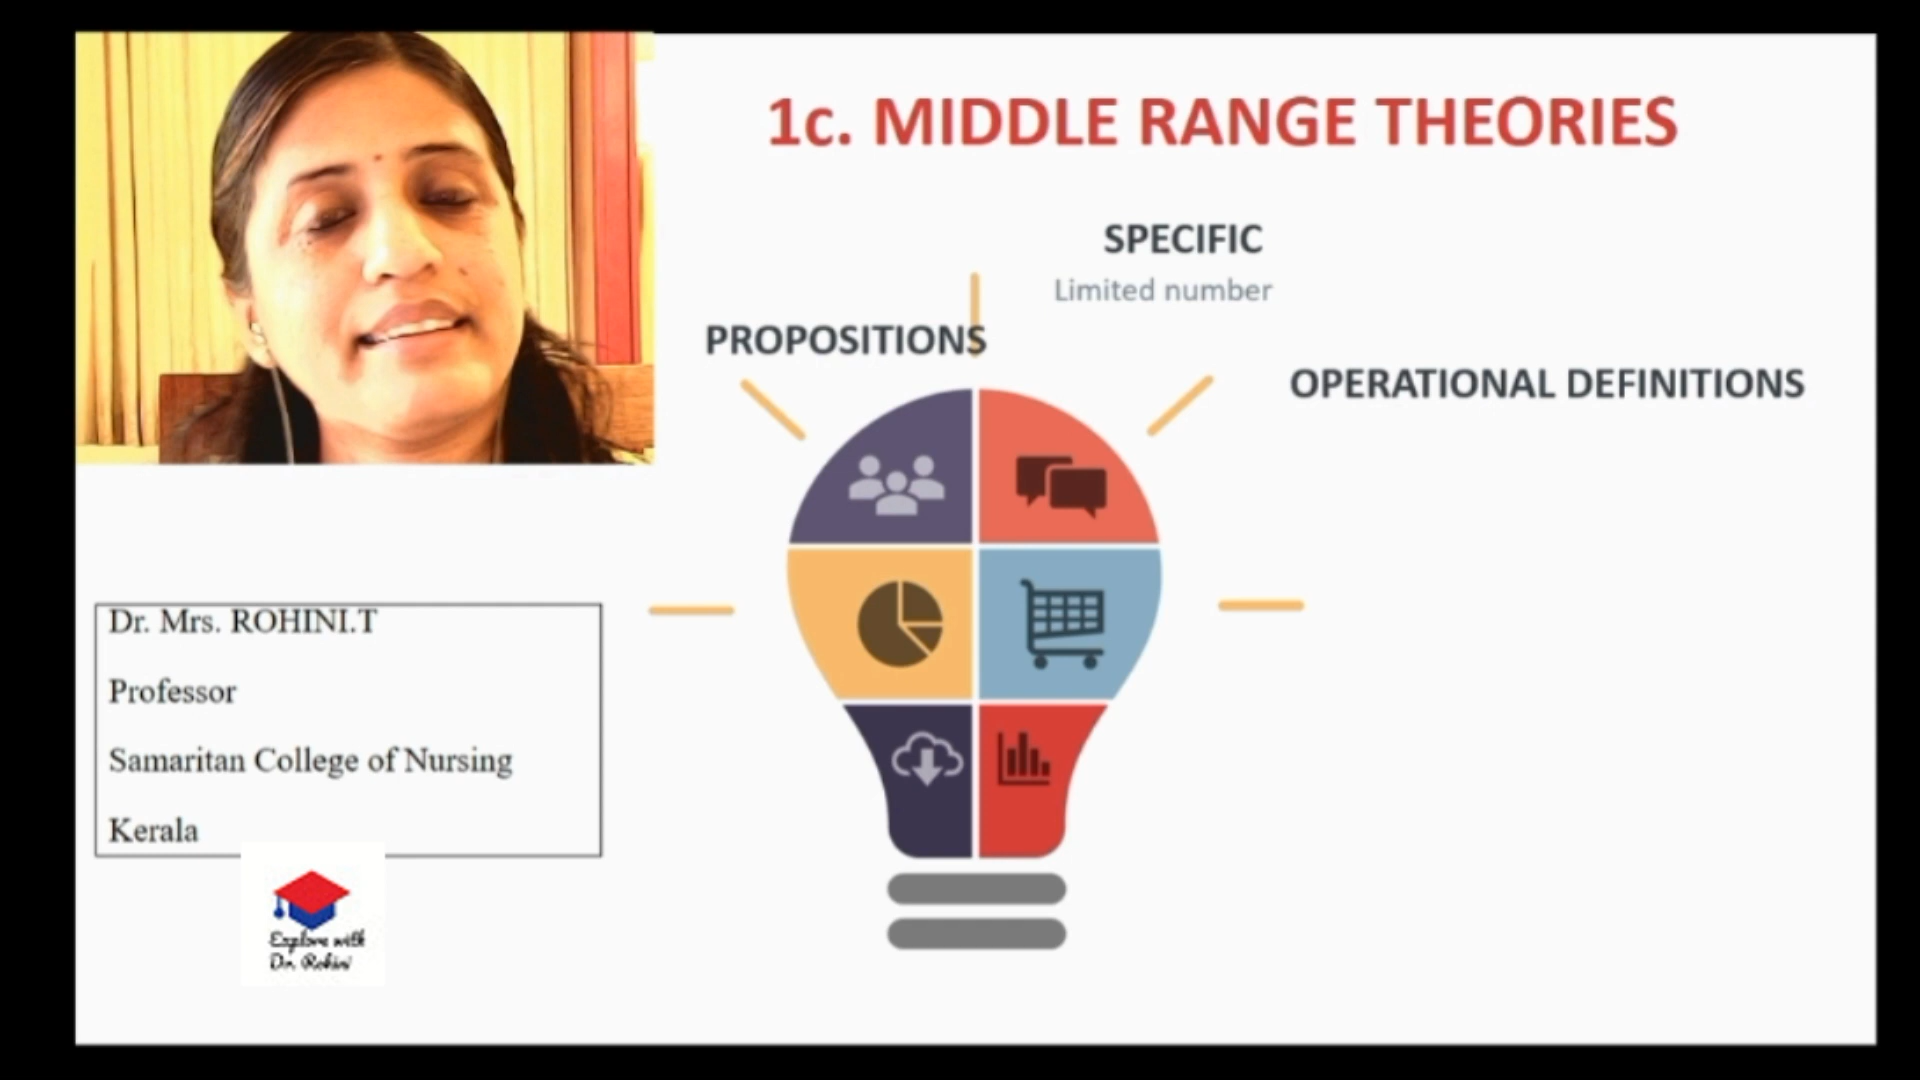 1c. MIDDLE RANGE THEORIES
SPECIFIC
Limited number
PROPOSITIONS
OPERATIONAL DEFINITIONS
Dr. Mrs. ROHINI.T
Professor
Samaritan College of Nursing
Kerala
Explore with
Dr. Rohini